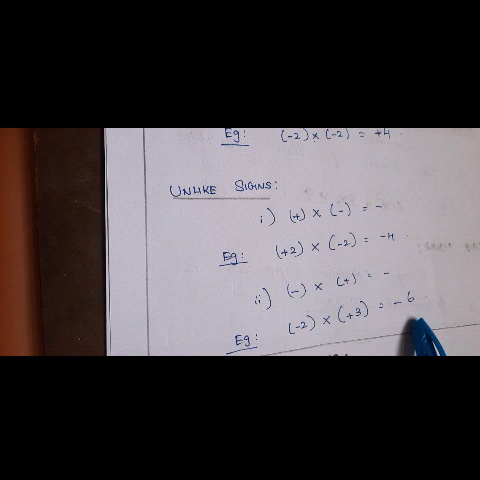 Eg: (-2) × (-2) = +4
UNLIKE SIGNS:
i) (+) × (-) = -
Eg: (+2) × (-2) = -4
ii) (-) × (+) = -
Eg: (-2) × (+3) = -6